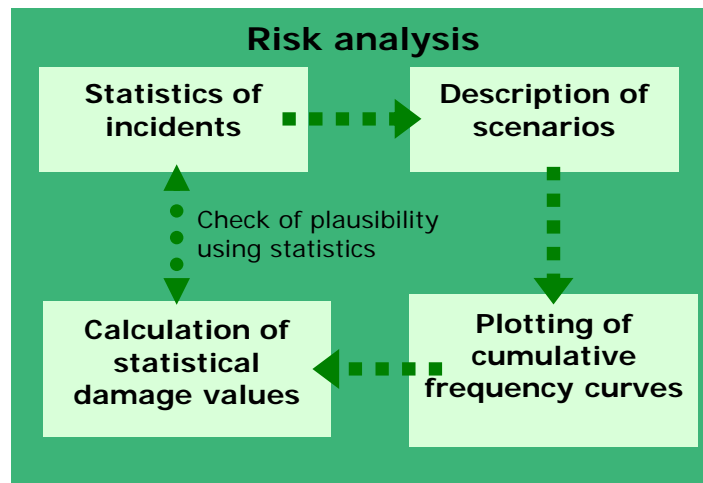 Risk analysis
Statistics of
incidents
Description of
scenarios
Check of plausibility
using statistics
Calculation of
statistical
damage values
Plotting of
cumulative
frequency curves